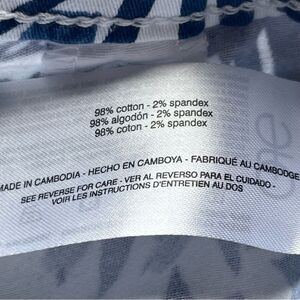 98% cotton - 2% spandex
98% algodón - 2% spandex
98% coton - 2% spandex
MADE IN CAMBODIA - HECHO EN CAMBOYA - FABRIQUÉ AU CAMBODGE
SEE REVERSE FOR CARE - VER AL REVERSO PARA EL CUIDADO -
VOIR LES INSTRUCTIONS D'ENTRETIEN AU DOS